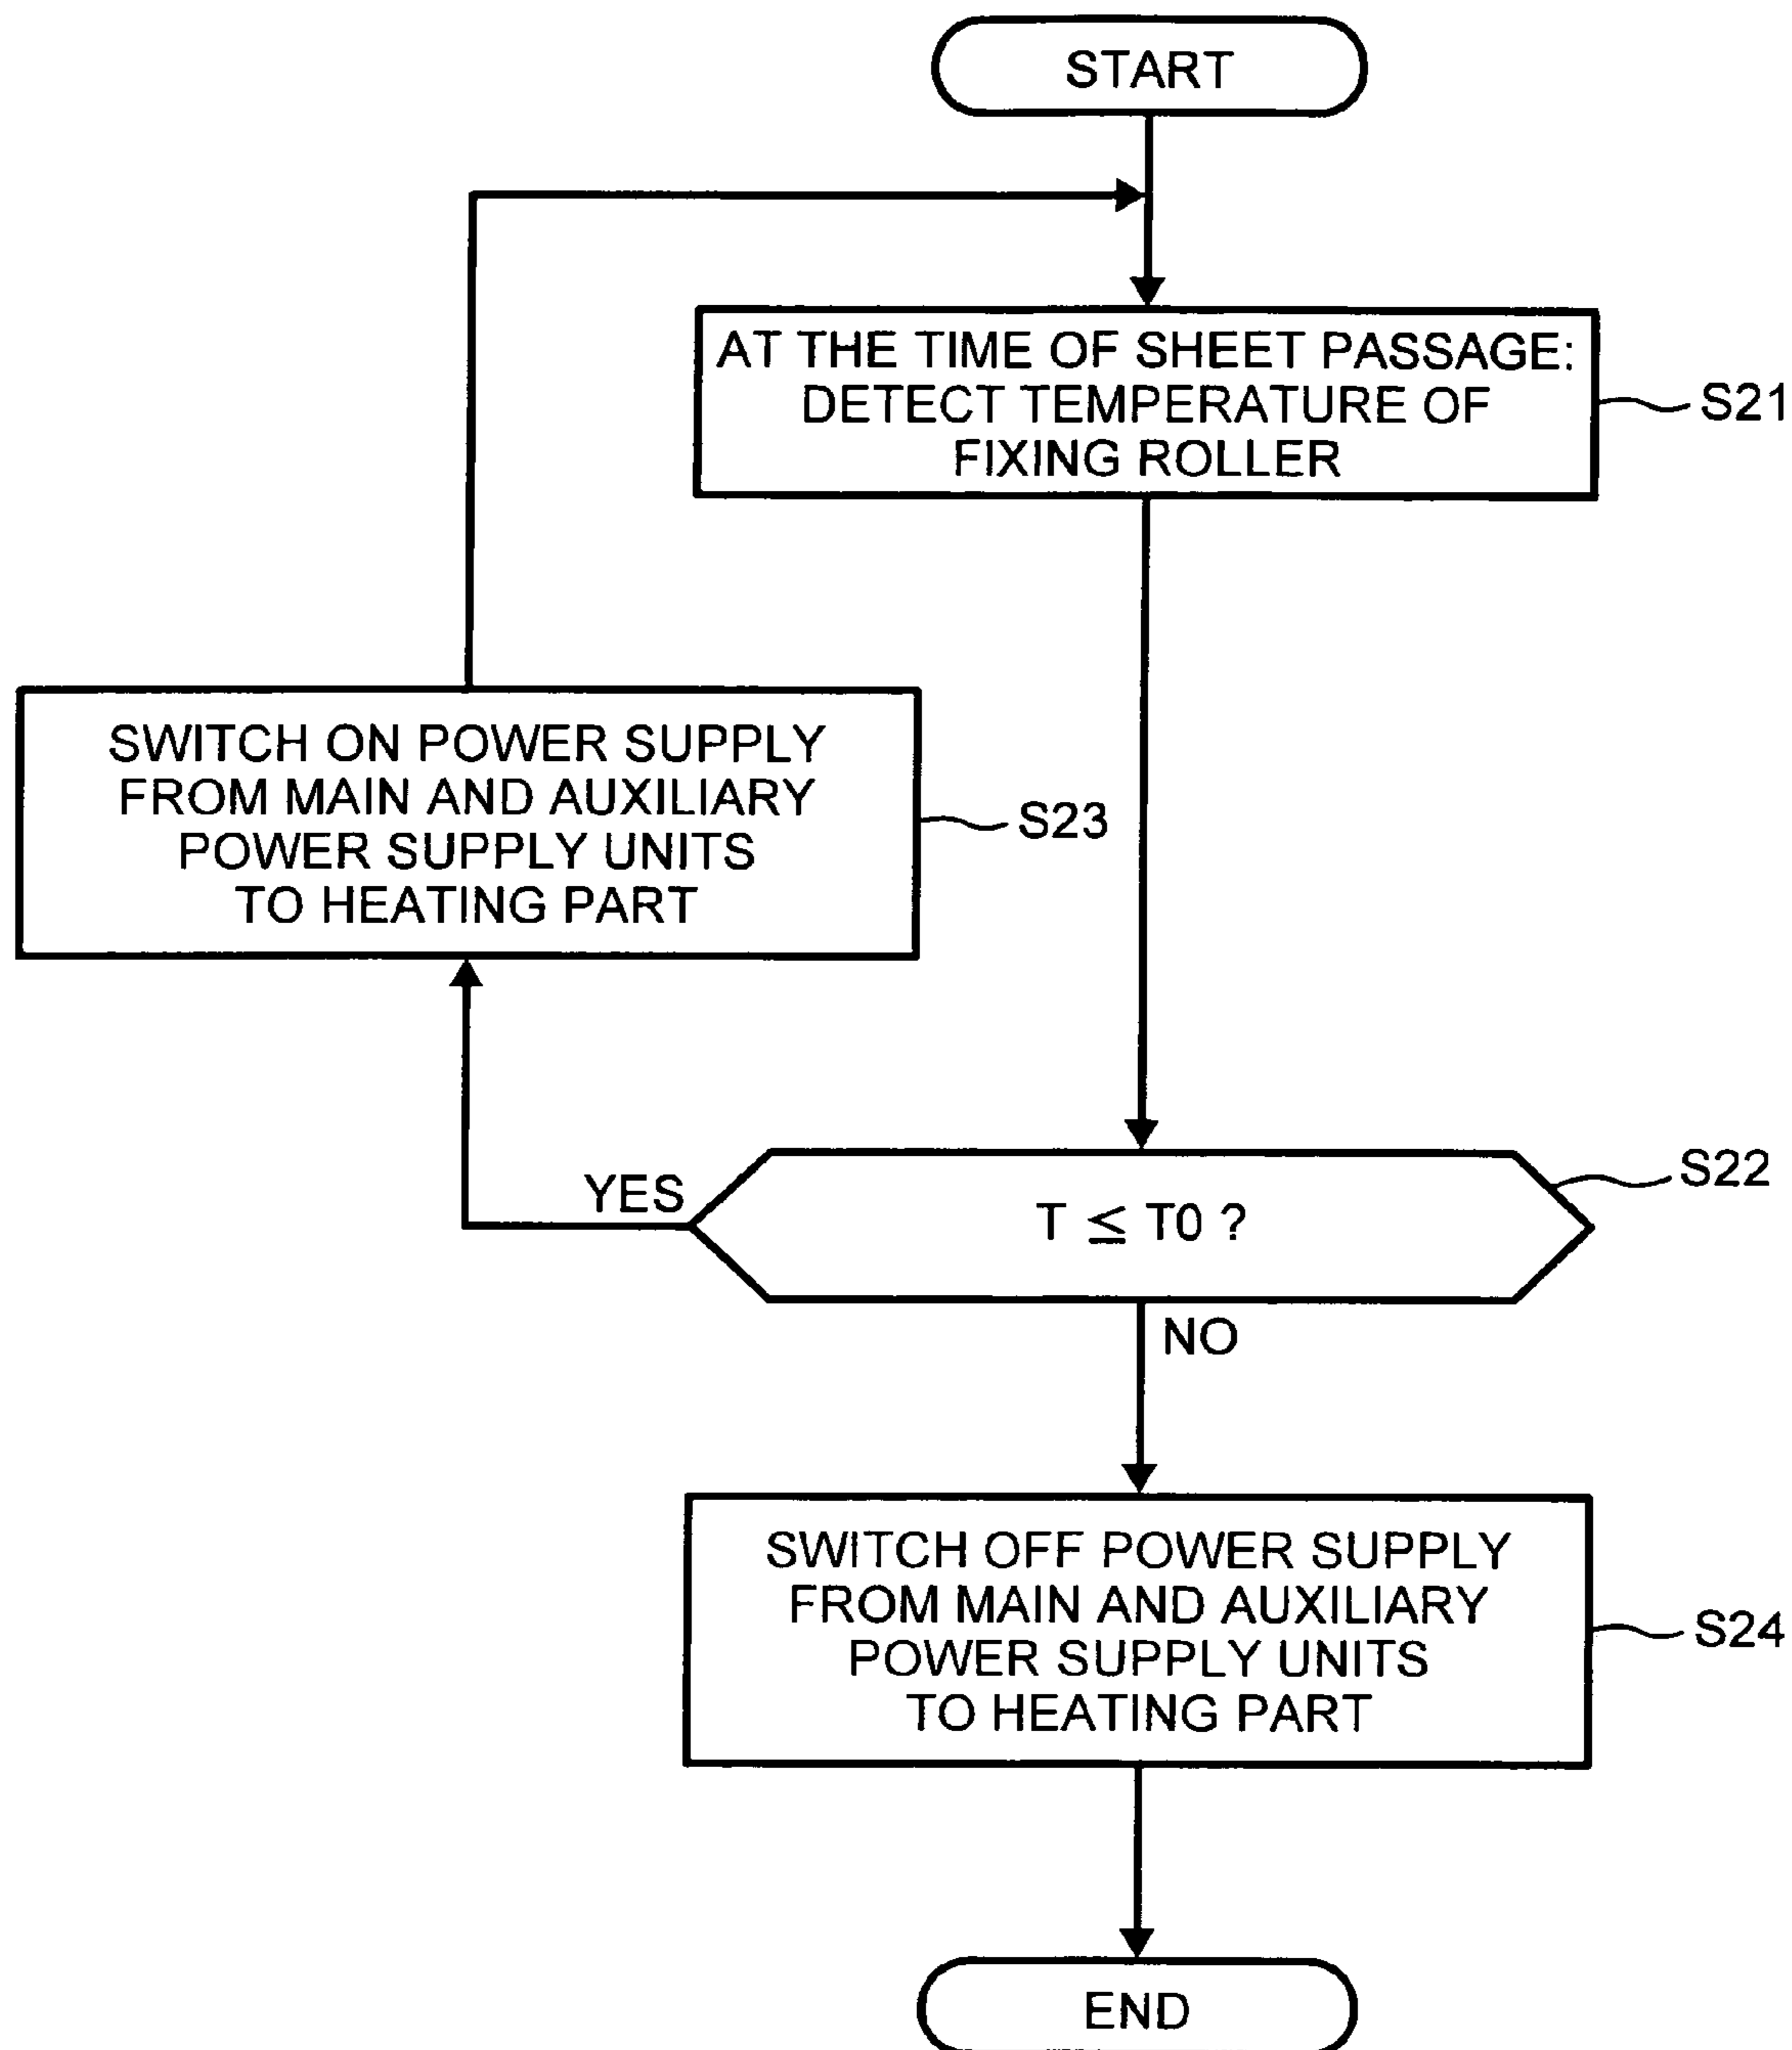 START
AT THE TIME OF SHEET PASSAGE:
DETECT TEMPERATURE OF
FIXING ROLLER
S21
SWITCH ON POWER SUPPLY
FROM MAIN AND AUXILIARY
POWER SUPPLY UNITS
TO HEATING PART
S23
YES
T ≤ T0 ?
S22
NO
SWITCH OFF POWER SUPPLY
FROM MAIN AND AUXILIARY
POWER SUPPLY UNITS
TO HEATING PART
S24
END